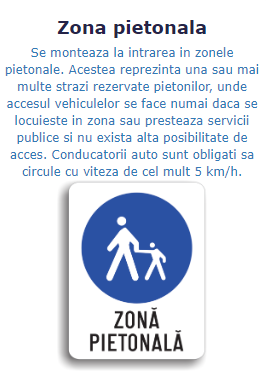 Zona pietonala
Se monteaza la intrarea in zonele
pietonale. Acestea reprezinta una sau mai
multe strazi rezervate pietonilor, unde
accesul vehiculelor se face numai daca se
locuieste in zona sau presteaza servicii
publice si nu exista alta posibilitate de
acces. Conducatorii auto sunt obligati sa
circule cu viteza de cel mult 5 km/h.
ZONĂ
PIETONALĂ